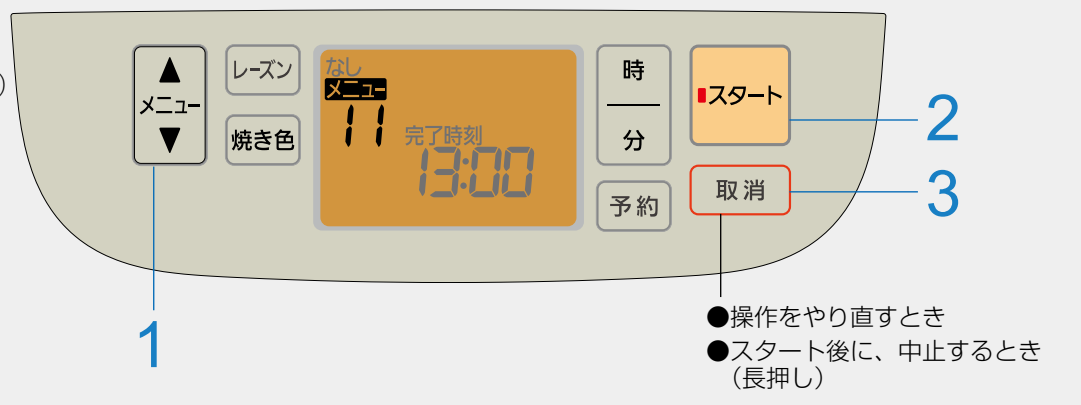 )
メニュー
レーズン
焼き色
なし
メニュー
11
完了時刻
13:00
時
分
予約
スタート
取消
1
2
3
●操作をやり直すとき
●スタート後に、中止するとき
(長押し)